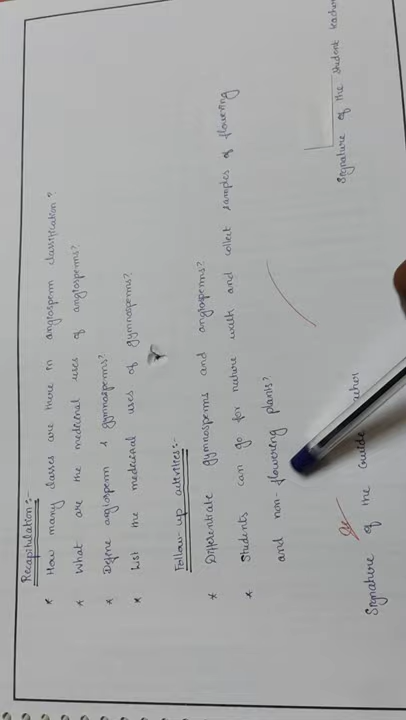 Recapitulation:-
* How many classes are there in angiosperm classification?
* What are the medicinal uses of angiosperms?
* Define angiosperm & gymnosperms?
* List the medicinal uses of gymnosperms?
Follow-up activities:-
* Differentiate gymnosperms and angiosperms?
* Students can go for nature walk and collect samples of flowering
and non-flowering plants?
Signature of the Guide
Signature of the student teacher